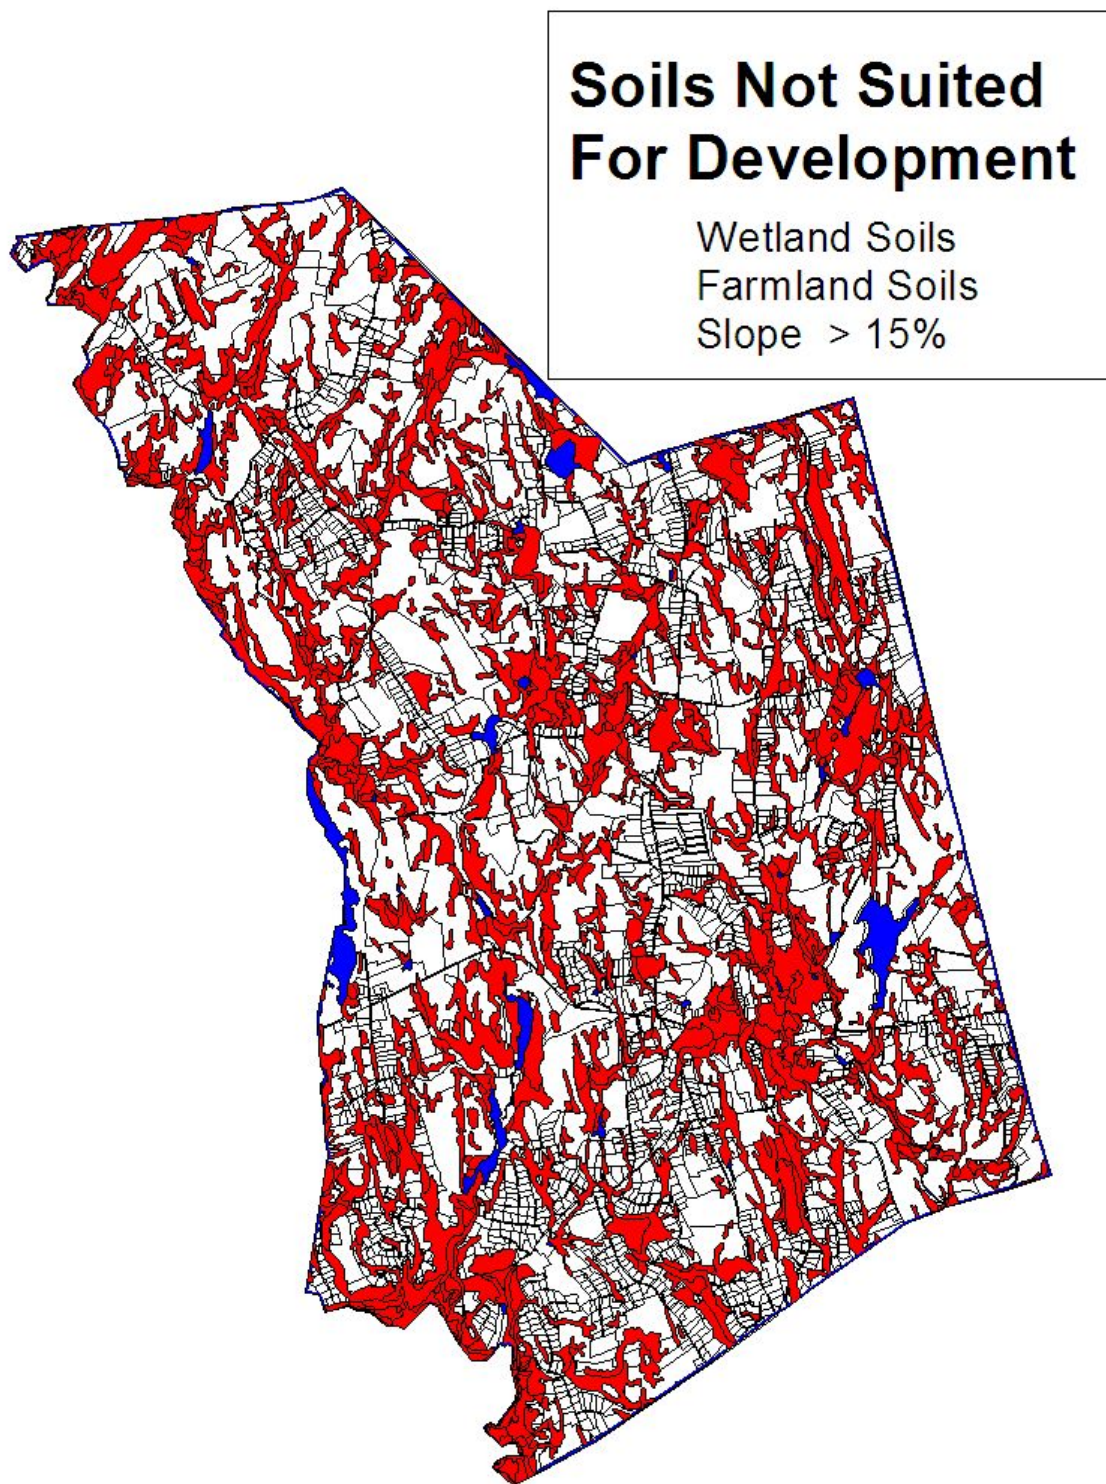 Soils Not Suited
For Development
Wetland Soils
Farmland Soils
Slope > 15%